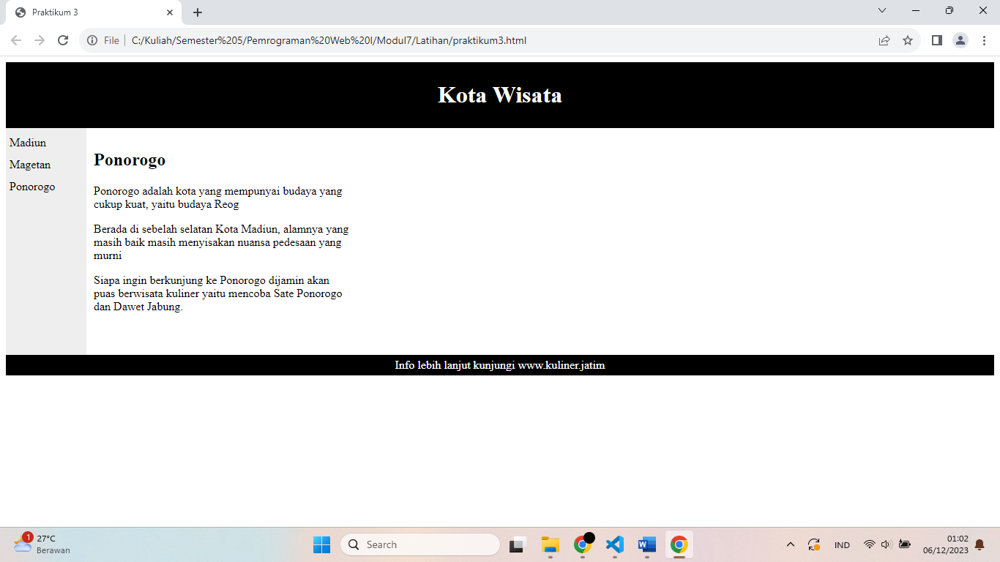 Praktikum 3
File
C:/Kuliah/Semester%205/Pemrograman%20Web%20I/Modul7/Latihan/praktikum3.html
Kota Wisata
Madiun
Magetan
Ponorogo
Ponorogo
Ponorogo adalah kota yang mempunyai budaya yang
cukup kuat, yaitu budaya Reog
Berada di sebelah selatan Kota Madiun, alamnya yang
masih baik masih menyisakan nuansa pedesaan yang
murni
Siapa ingin berkunjung ke Ponorogo dijamin akan
puas berwisata kuliner yaitu mencoba Sate Ponorogo
dan Dawet Jabung.
Info lebih lanjut kunjungi www.kuliner.jatim
1
27°C
Berawan
Search
W
IND
01:02
06/12/2023